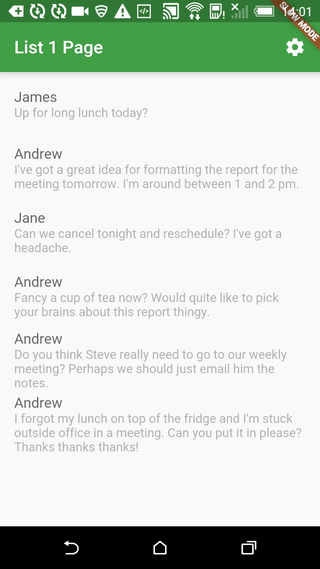 4:01
SLOW MODE
List 1 Page
James
Up for long lunch today?
Andrew
I've got a great idea for formatting the report for the
meeting tomorrow. I'm around between 1 and 2 pm.
Jane
Can we cancel tonight and reschedule? I've got a
headache.
Andrew
Fancy a cup of tea now? Would quite like to pick
your brains about this report thingy.
Andrew
Do you think Steve really need to go to our weekly
meeting? Perhaps we should just email him the
notes.
Andrew
I forgot my lunch on top of the fridge and I'm stuck
outside office in a meeting. Can you put it in please?
Thanks thanks thanks!